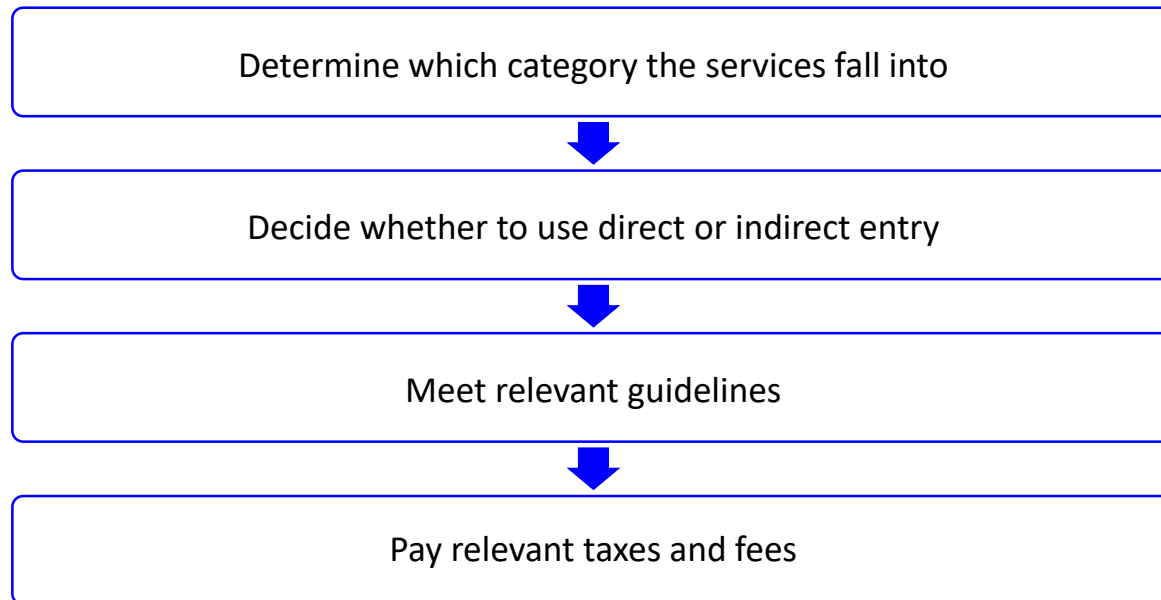 Determine which category the services fall into
Decide whether to use direct or indirect entry
Meet relevant guidelines
Pay relevant taxes and fees